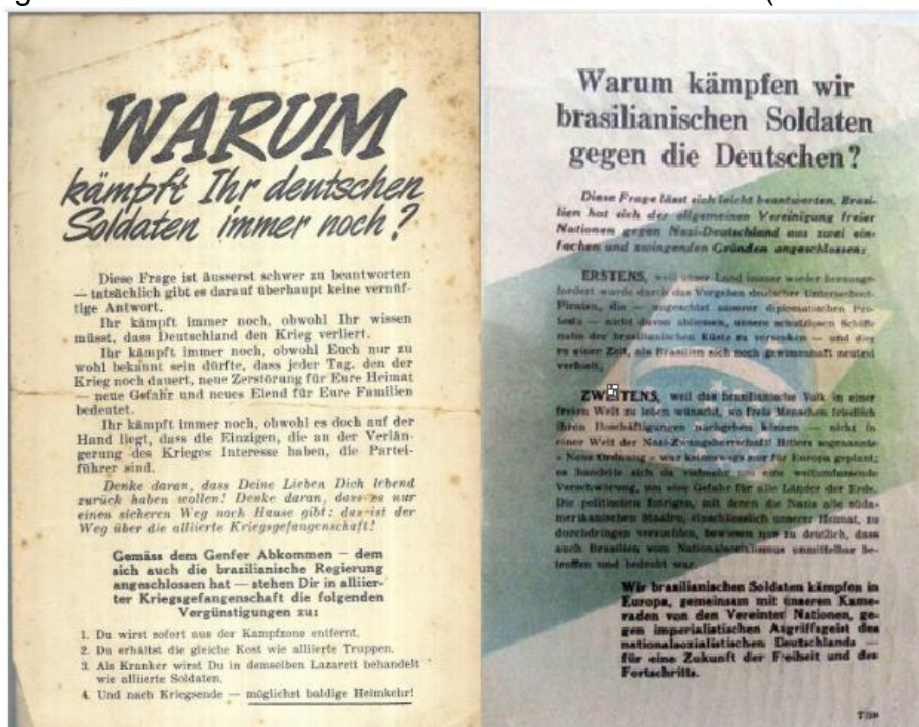 WARUM
kämpft Ihr deutschen
Soldaten immer noch?
Diese Frage ist äusserst schwer zu beantworten
— tatsächlich gibt es darauf überhaupt keine vernünf-
tige Antwort.
Ihr kämpft immer noch, obwohl Ihr wissen
müsst, dass Deutschland den Krieg verliert.
Ihr kämpft immer noch, obwohl Euch nur zu
wohl bekannt sein dürfte, dass jeder Tag, den der
Krieg noch dauert, neue Zerstörung für Eure Heimat
— neue Gefahr und neues Elend für Eure Familien
bedeutet.
Ihr kämpft immer noch, obwohl es doch auf der
Hand liegt, dass die Einzigen, die an der Verlän-
gerung des Krieges Interesse haben, die Partei-
führer sind.
Denke daran, dass Deine Lieben Dich lebend
zurück haben wollen! Denke daran, dass es nur
einen sicheren Weg nach Hause gibt: das ist der
Weg über die alliierte Kriegsgefangenschaft!
Gemäss dem Genfer Abkommen — dem
sich auch die brasilianische Regierung
angeschlossen hat — stehen Dir in alliier-
ter Kriegsgefangenschaft die folgenden
Vergünstigungen zu:
1. Du wirst sofort aus der Kampfzone entfernt.
2. Du erhältst die gleiche Kost wie alliierte Truppen.
3. Als Kranker wirst Du in demselben Lazarett behandelt
wie alliierte Soldaten.
4. Und nach Kriegsende — möglichst baldige Heimkehr!
Warum kämpfen wir
brasilianischen Soldaten
gegen die Deutschen?
Diese Frage lässt sich leicht beantworten. Brasi-
lien hat sich der allgemeinen Vereinigung freier
Nationen gegen Nazi-Deutschland aus zwei ein-
fachen und zwingenden Gründen angeschlossen:
ERSTENS, weil unser Land immer wieder herausge-
fordert wurde durch das Vorgehen deutscher Unterseeboot-
Piraten, die — ungeachtet unserer diplomatischen Pro-
teste — nicht davon abliessen, unsere schutzlosen Schiffe
nahe der brasilianischen Küste zu versenken — und dies
zu einer Zeit, als Brasilien sich noch gewissenhaft neutral
verhielt,
ZWEITENS, weil das brasilianische Volk in einer
freien Welt zu leben wünscht, wo freie Menschen friedlich
ihren Beschäftigungen nachgehen können — nicht in
einer Welt der Nazi-Zwangsherrschaft! Hitlers sogenannte
« Neue Ordnung » war keineswegs nur für Europa geplant;
es handelte sich da vielmehr um eine weltumfassende
Verschwörung, um eine Gefahr für alle Länder der Erde.
Die politischen Intrigen, mit denen die Nazis alle süda-
merikanischen Staaten, einschliesslich unserer Heimat, zu
durchdringen versuchten, bewiesen nur zu deutlich, dass
auch Brasilien vom Nationalsozialismus unmittelbar be-
troffen und bedroht war.
Wir brasilianischen Soldaten kämpfen in
Europa, gemeinsam mit unseren Kame-
raden von den Vereinten Nationen, ge-
gen imperialistischen Angriffsgeist des
nationalsozialistischen Deutschlands —
für eine Zukunft der Freiheit und des
Fortschritts.